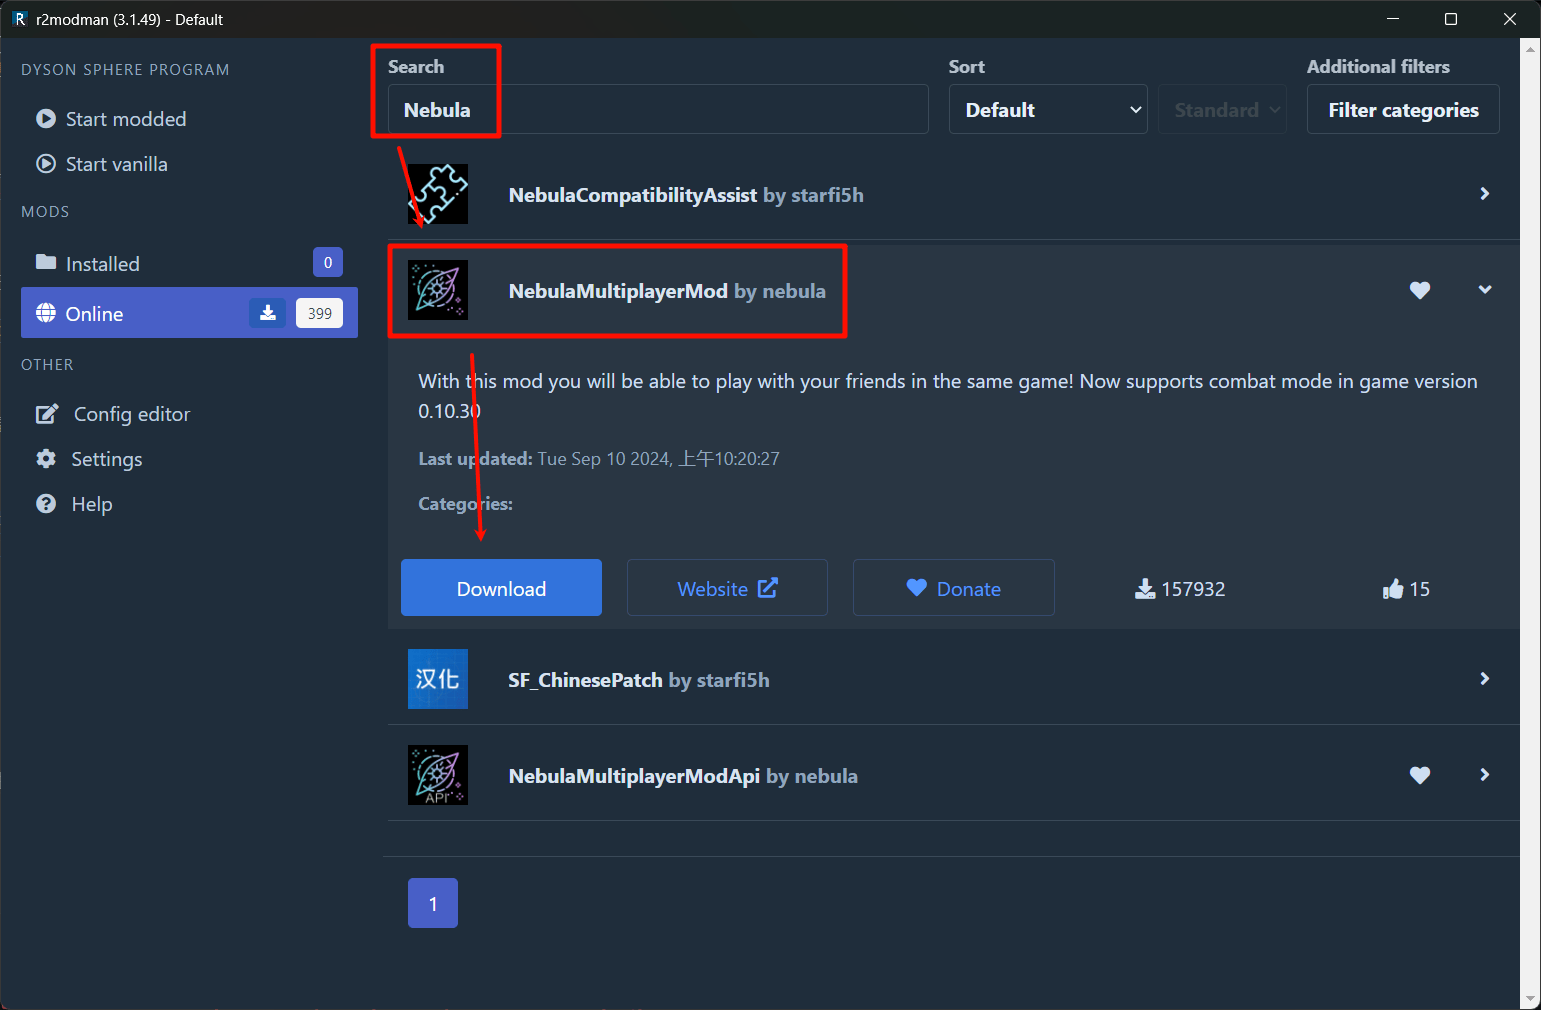 R r2modman (3.1.49) - Default
DYSON SPHERE PROGRAM
Start modded
Start vanilla
MODS
Installed 0
Online 399
OTHER
Config editor
Settings
Help
Search
Nebula
Sort
Default
Standard
Additional filters
Filter categories
NebulaCompatibilityAssist by starfi5h
NebulaMultiplayerMod by nebula
With this mod you will be able to play with your friends in the same game! Now supports combat mode in game version
0.10.30
Last updated: Tue Sep 10 2024, 上午10:20:27
Categories:
Download
Website
Donate
157932
15
汉化
SF_ChinesePatch by starfi5h
API
NebulaMultiplayerModApi by nebula
1